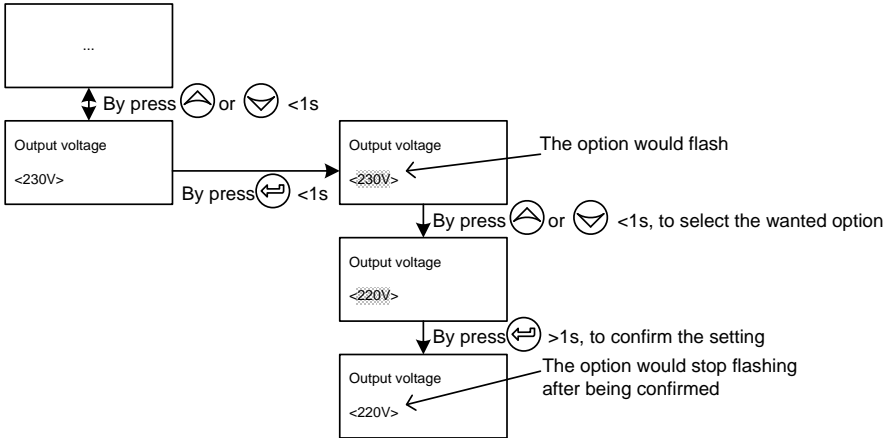 ...
By press or <1s
Output voltage
<230V>
By press <1s
Output voltage
<230V>
The option would flash
By press or <1s, to select the wanted option
Output voltage
<220V>
By press >1s, to confirm the setting
Output voltage
<220V>
The option would stop flashing
after being confirmed